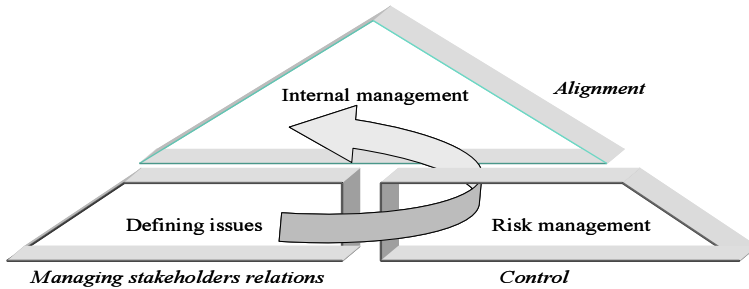 Internal management
Alignment
Defining issues
Risk management
Managing stakeholders relations
Control